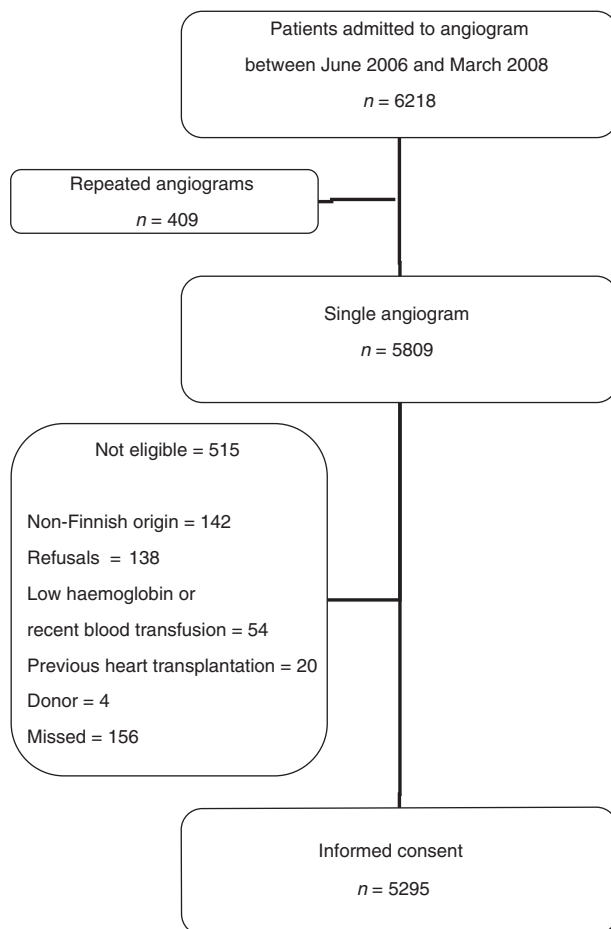 Patients admitted to angiogram
between June 2006 and March 2008
n = 6218
Repeated angiograms
n = 409
Single angiogram
n = 5809
Not eligible = 515
Non-Finnish origin = 142
Refusals = 138
Low haemoglobin or
recent blood transfusion = 54
Previous heart transplantation = 20
Donor = 4
Missed = 156
Informed consent
n = 5295